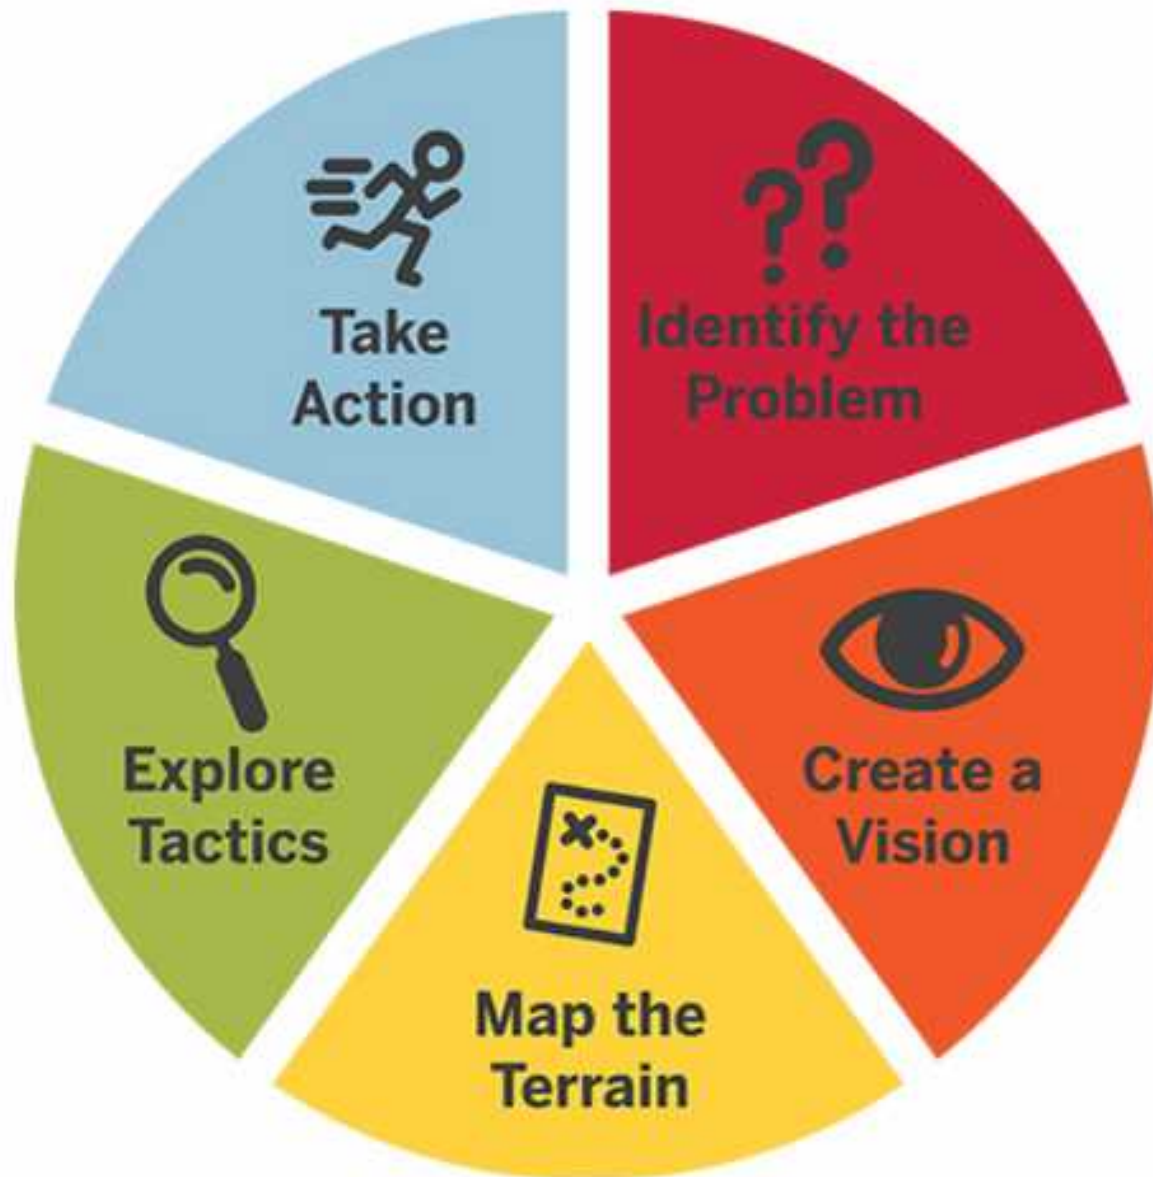 Identify the
Problem
Create a
Vision
Map the
Terrain
Explore
Tactics
Take
Action